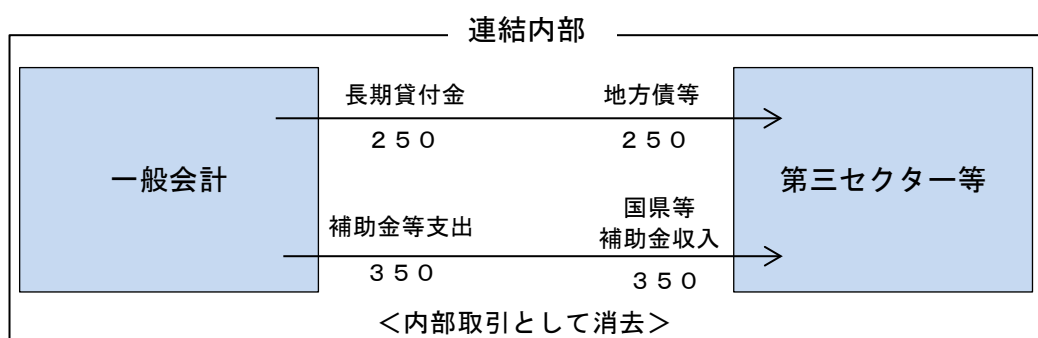 連結内部
長期貸付金
地方債等
２５０
２５０
一般会計
第三セクター等
補助金等支出
国県等
補助金収入
３５０
３５０
＜内部取引として消去＞